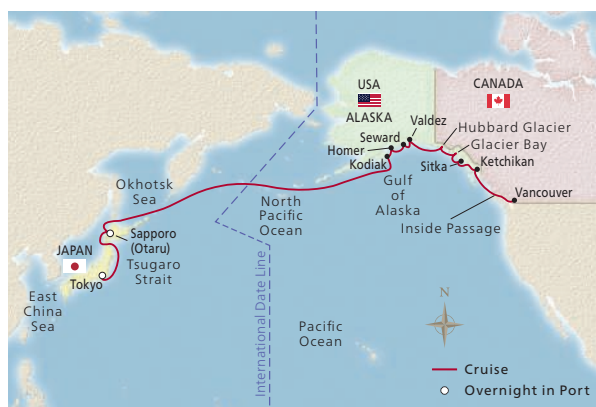 USA
ALASKA
CANADA
Valdez
Hubbard Glacier
Seward
Glacier Bay
Homer
Kodiak
Sitka
Ketchikan
Okhotsk
Sea
Gulf
of
Alaska
North
Pacific
Ocean
Vancouver
Inside Passage
Sapporo
(Otaru)
JAPAN
Tsugaro
Strait
Tokyo
East
China
Sea
International Date Line
N
Pacific
Ocean
Cruise
Overnight in Port